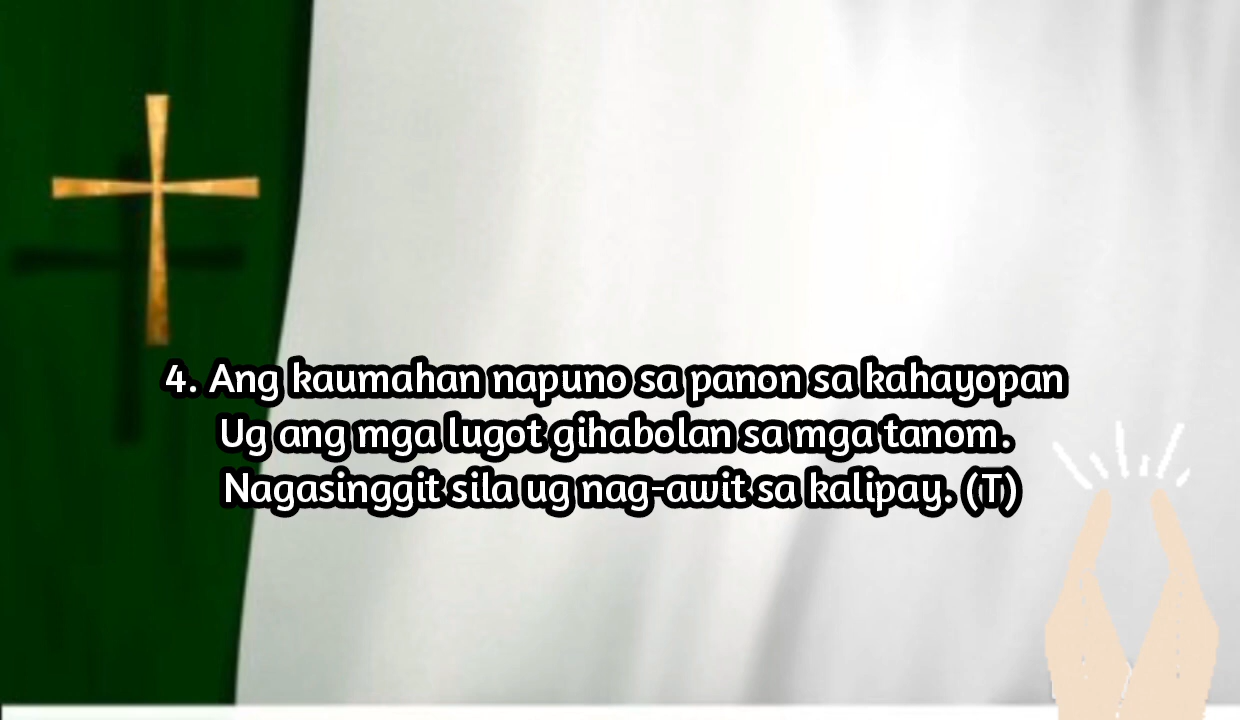 4. Ang kaumahan napuno sa panon sa kahayopan
Ug ang mga lugot gihabolan sa mga tanom.
Nagasinggit sila ug nag-awit sa kalipay. (T)